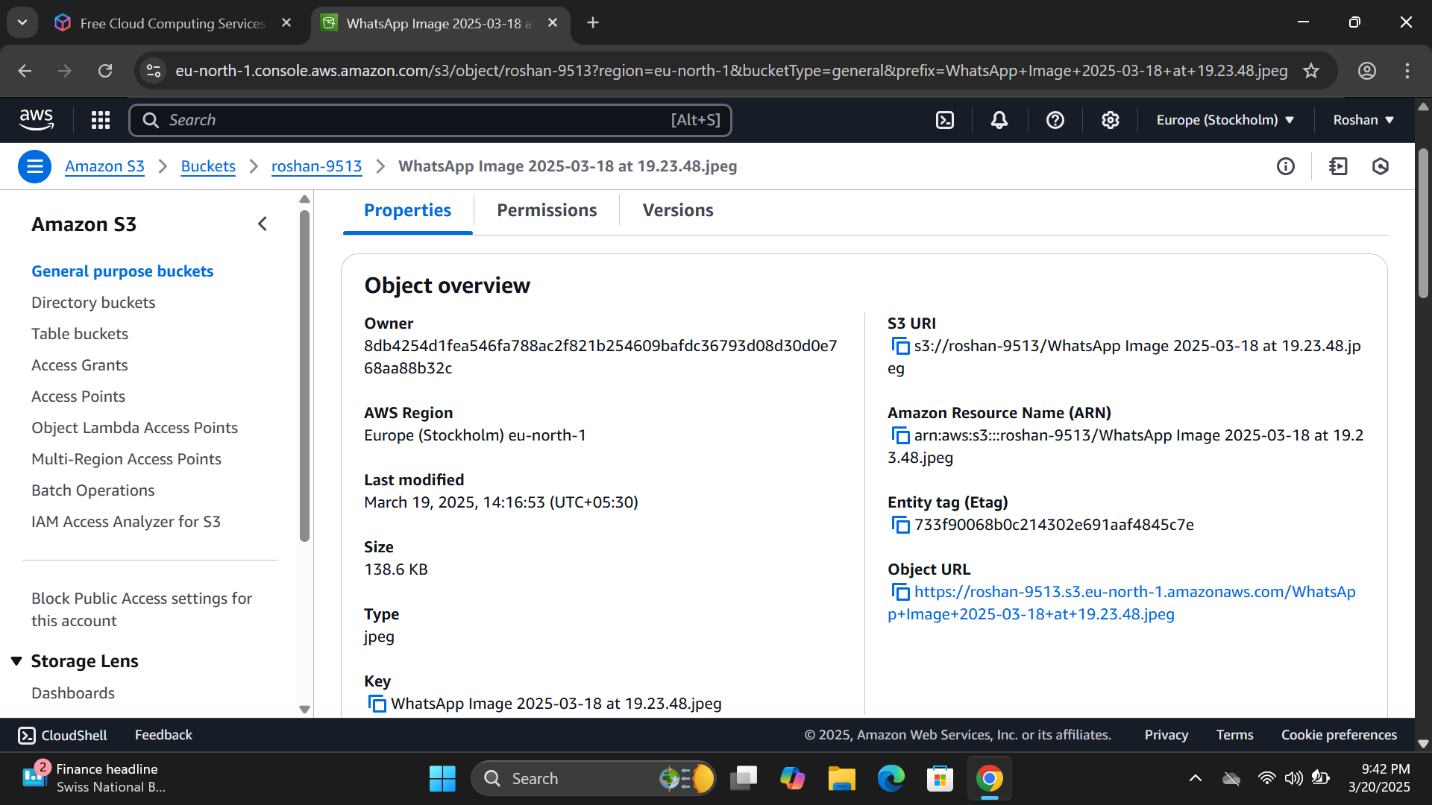 Free Cloud Computing Services
WhatsApp Image 2025-03-18 a
eu-north-1.console.aws.amazon.com/s3/object/roshan-9513?region=eu-north-1&bucketType=general&prefix=WhatsApp+Image+2025-03-18+at+19.23.48.jpeg
aws
Search
[Alt+S]
Europe (Stockholm)
Roshan
Amazon S3 > Buckets > roshan-9513 > WhatsApp Image 2025-03-18 at 19.23.48.jpeg
Amazon S3
General purpose buckets
Directory buckets
Table buckets
Access Grants
Access Points
Object Lambda Access Points
Multi-Region Access Points
Batch Operations
IAM Access Analyzer for S3
Block Public Access settings for
this account
Storage Lens
Dashboards
Properties
Permissions
Versions
Object overview
Owner
8db4254d1fea546fa788ac2f821b254609bafdc36793d08d30d0e7
68aa88b32c
AWS Region
Europe (Stockholm) eu-north-1
Last modified
March 19, 2025, 14:16:53 (UTC+05:30)
Size
138.6 KB
Type
jpeg
Key
WhatsApp Image 2025-03-18 at 19.23.48.jpeg
S3 URI
s3://roshan-9513/WhatsApp Image 2025-03-18 at 19.23.48.jp
eg
Amazon Resource Name (ARN)
arn:aws:s3:::roshan-9513/WhatsApp Image 2025-03-18 at 19.2
3.48.jpeg
Entity tag (Etag)
733f90068b0c214302e691aaf4845c7e
Object URL
https://roshan-9513.s3.eu-north-1.amazonaws.com/WhatsAp
p+Image+2025-03-18+at+19.23.48.jpeg
CloudShell
Feedback
© 2025, Amazon Web Services, Inc. or its affiliates.
Privacy
Terms
Cookie preferences
2
Finance headline
Swiss National B...
Search
9:42 PM
3/20/2025